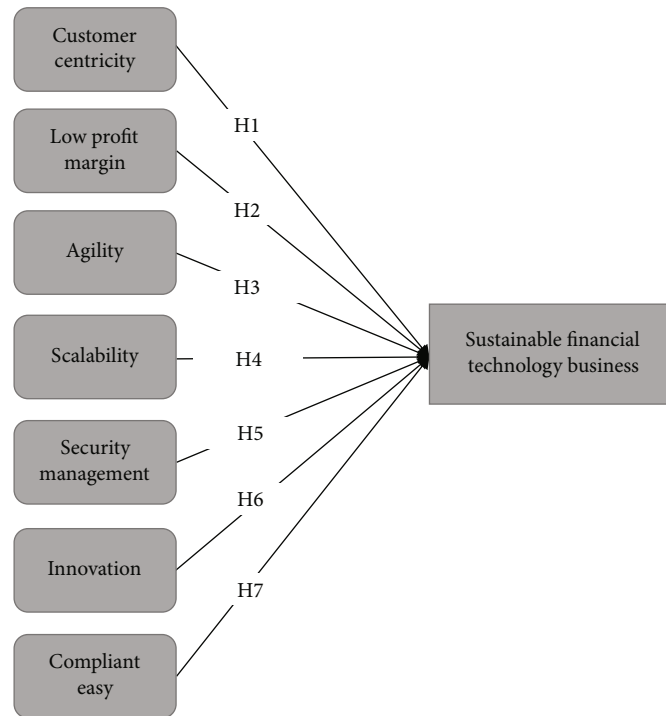 Customer
centricity
H1
Low profit
margin
H2
Agility
H3
Scalability
H4
Security
management
H5
Innovation
H6
Compliant
easy
H7
Sustainable financial
technology business